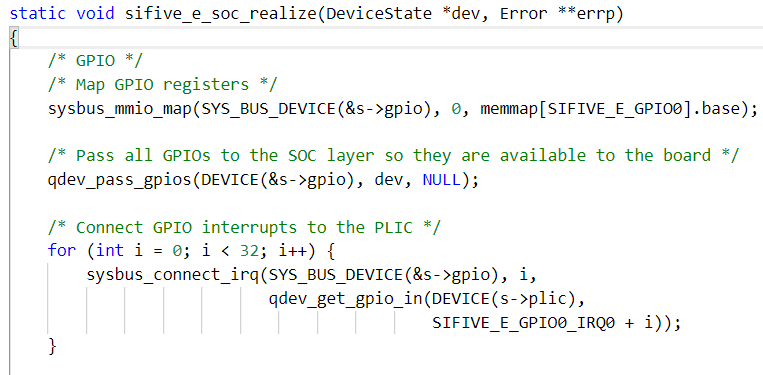 static void sifive_e_soc_realize(DeviceState *dev, Error **errp)
{
    /* GPIO */
    /* Map GPIO registers */
    sysbus_mmio_map(SYS_BUS_DEVICE(&s->gpio), 0, memmap[SIFIVE_E_GPIO0].base);

    /* Pass all GPIOs to the SOC layer so they are available to the board */
    qdev_pass_gpios(DEVICE(&s->gpio), dev, NULL);

    /* Connect GPIO interrupts to the PLIC */
    for (int i = 0; i < 32; i++) {
        sysbus_connect_irq(SYS_BUS_DEVICE(&s->gpio), i,
                           qdev_get_gpio_in(DEVICE(s->plic),
                                            SIFIVE_E_GPIO0_IRQ0 + i));
    }